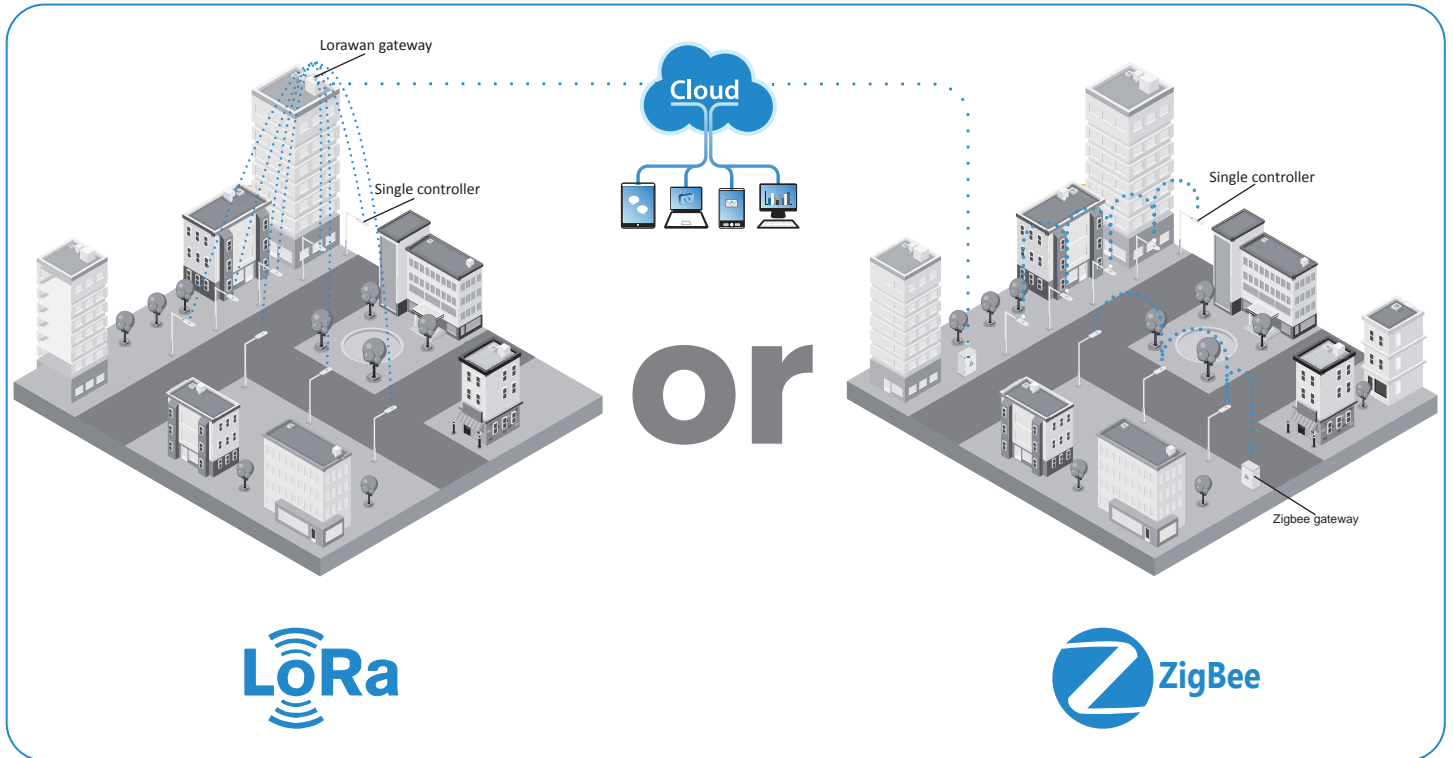 Lorawan gateway
Cloud
Single controller
Single controller
or
Zigbee gateway
LoRa
ZigBee